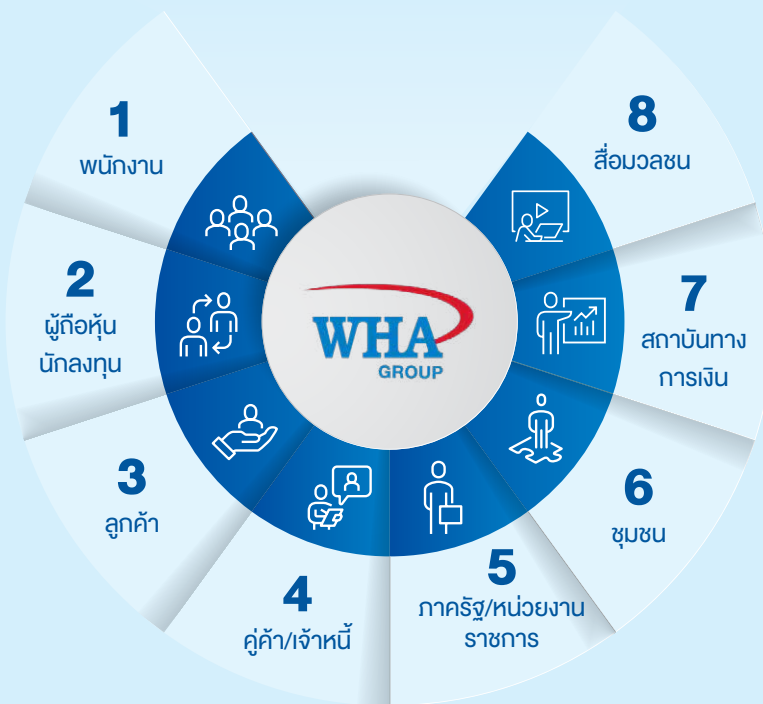 1
พนักงาน
2
ผู้ถือหุ้น
นักลงทุน
3
ลูกค้า
4
คู่ค้า/เจ้าหนี้
5
ภาครัฐ/หน่วยงาน
ราชการ
6
ชุมชน
7
สถาบันทาง
การเงิน
8
สื่อมวลชน
WHA
GROUP